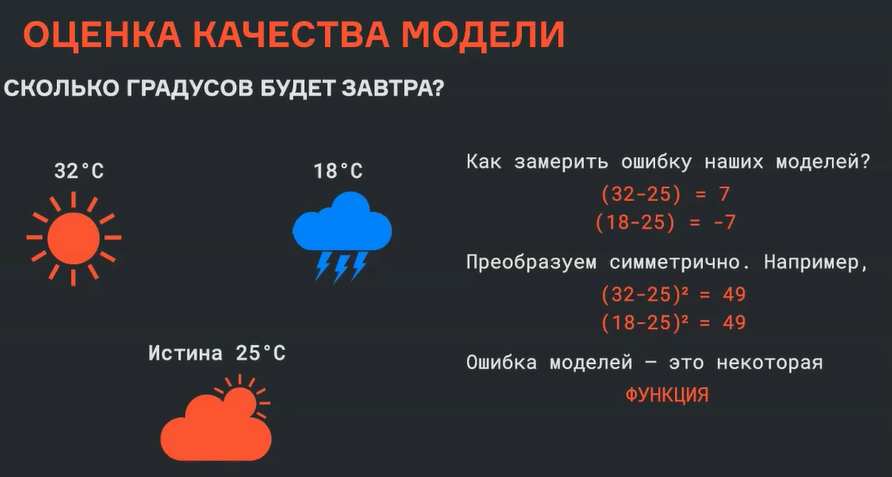 ОЦЕНКА КАЧЕСТВА МОДЕЛИ
СКОЛЬКО ГРАДУСОВ БУДЕТ ЗАВТРА?
32°C
18°C
Истина 25°C
Как замерить ошибку наших моделей?
(32-25) = 7
(18-25) = -7
Преобразуем симметрично. Например,
(32-25)² = 49
(18-25)² = 49
Ошибка моделей – это некоторая
ФУНКЦИЯ